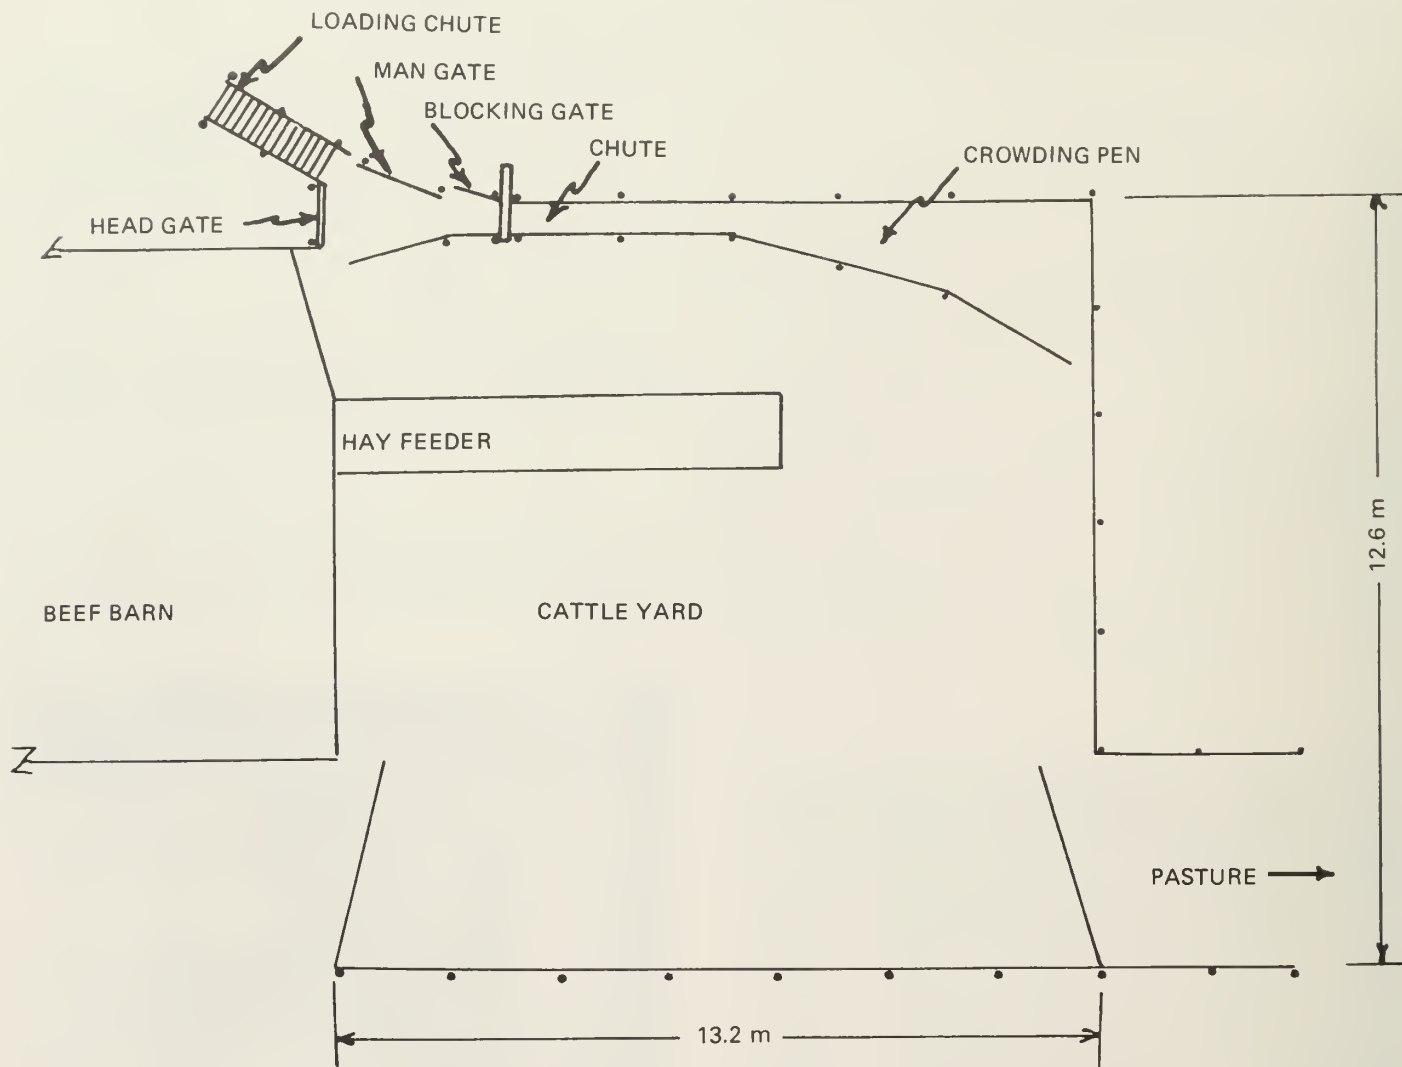 LOADING CHUTE
MAN GATE
BLOCKING GATE
CHUTE
CROWDING PEN
HEAD GATE
HAY FEEDER
12.6 m
BEEF BARN
CATTLE YARD
PASTURE
13.2 m